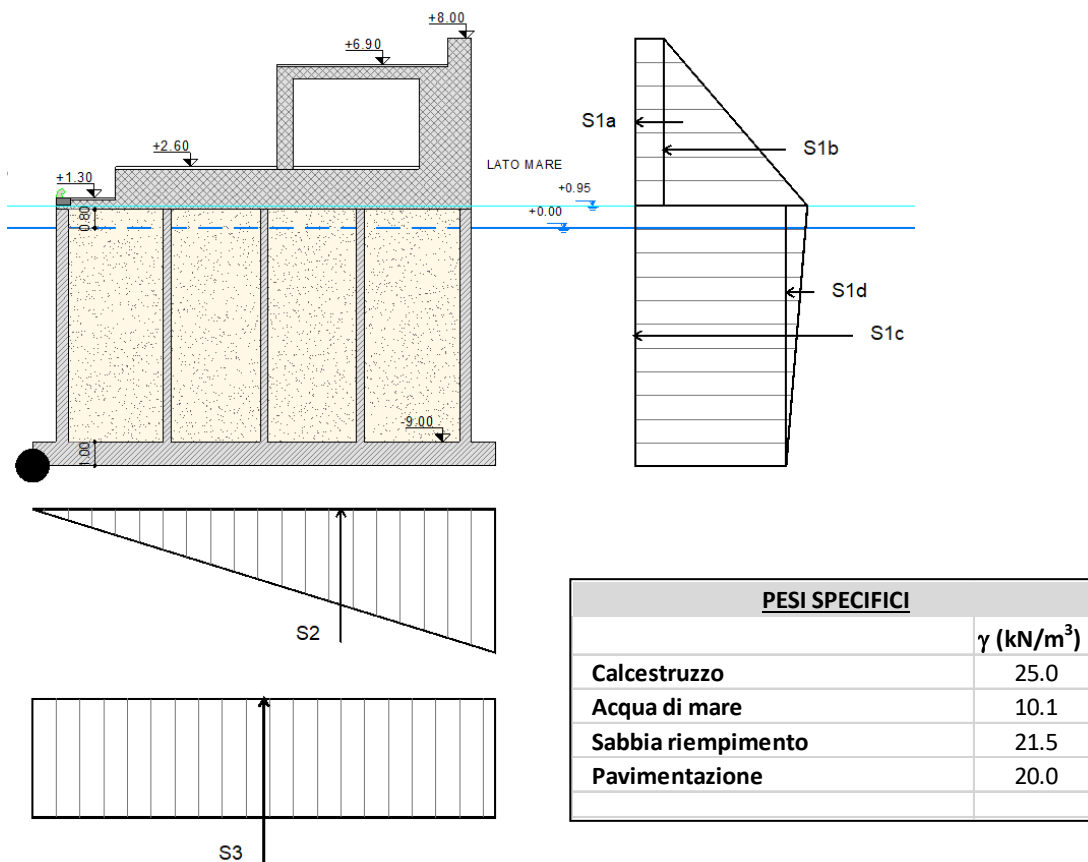 +8.00
+6.90
+2.60
+1.30
0.80
LATO MARE
+0.95
+0.00
-9.00
1.00
S1a
S1b
S1d
S1c
S2
S3
PESI SPECIFICI
γ (kN/m³)
Calcestruzzo 25.0
Acqua di mare 10.1
Sabbia riempimento 21.5
Pavimentazione 20.0